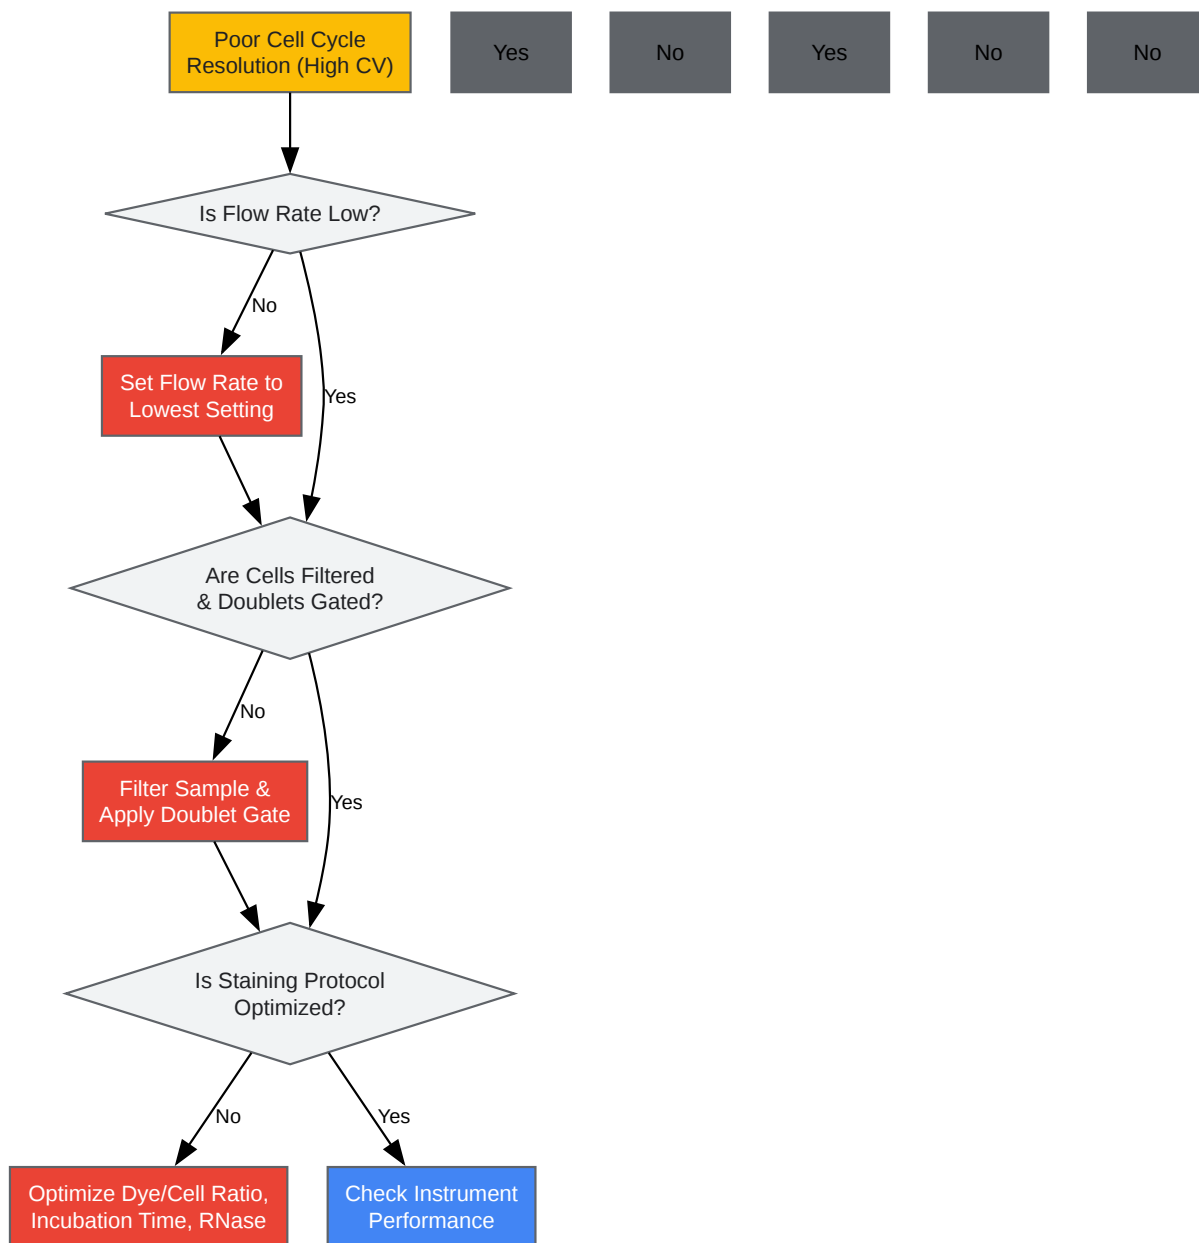 Poor Cell Cycle
Resolution (High CV)
Yes
No
Yes
No
No
Is Flow Rate Low?
No
Set Flow Rate to
Lowest Setting
Yes
Are Cells Filtered
& Doublets Gated?
No
Filter Sample &
Apply Doublet Gate
Yes
Is Staining Protocol
Optimized?
No
Yes
Optimize Dye/Cell Ratio,
Incubation Time, RNase
Check Instrument
Performance